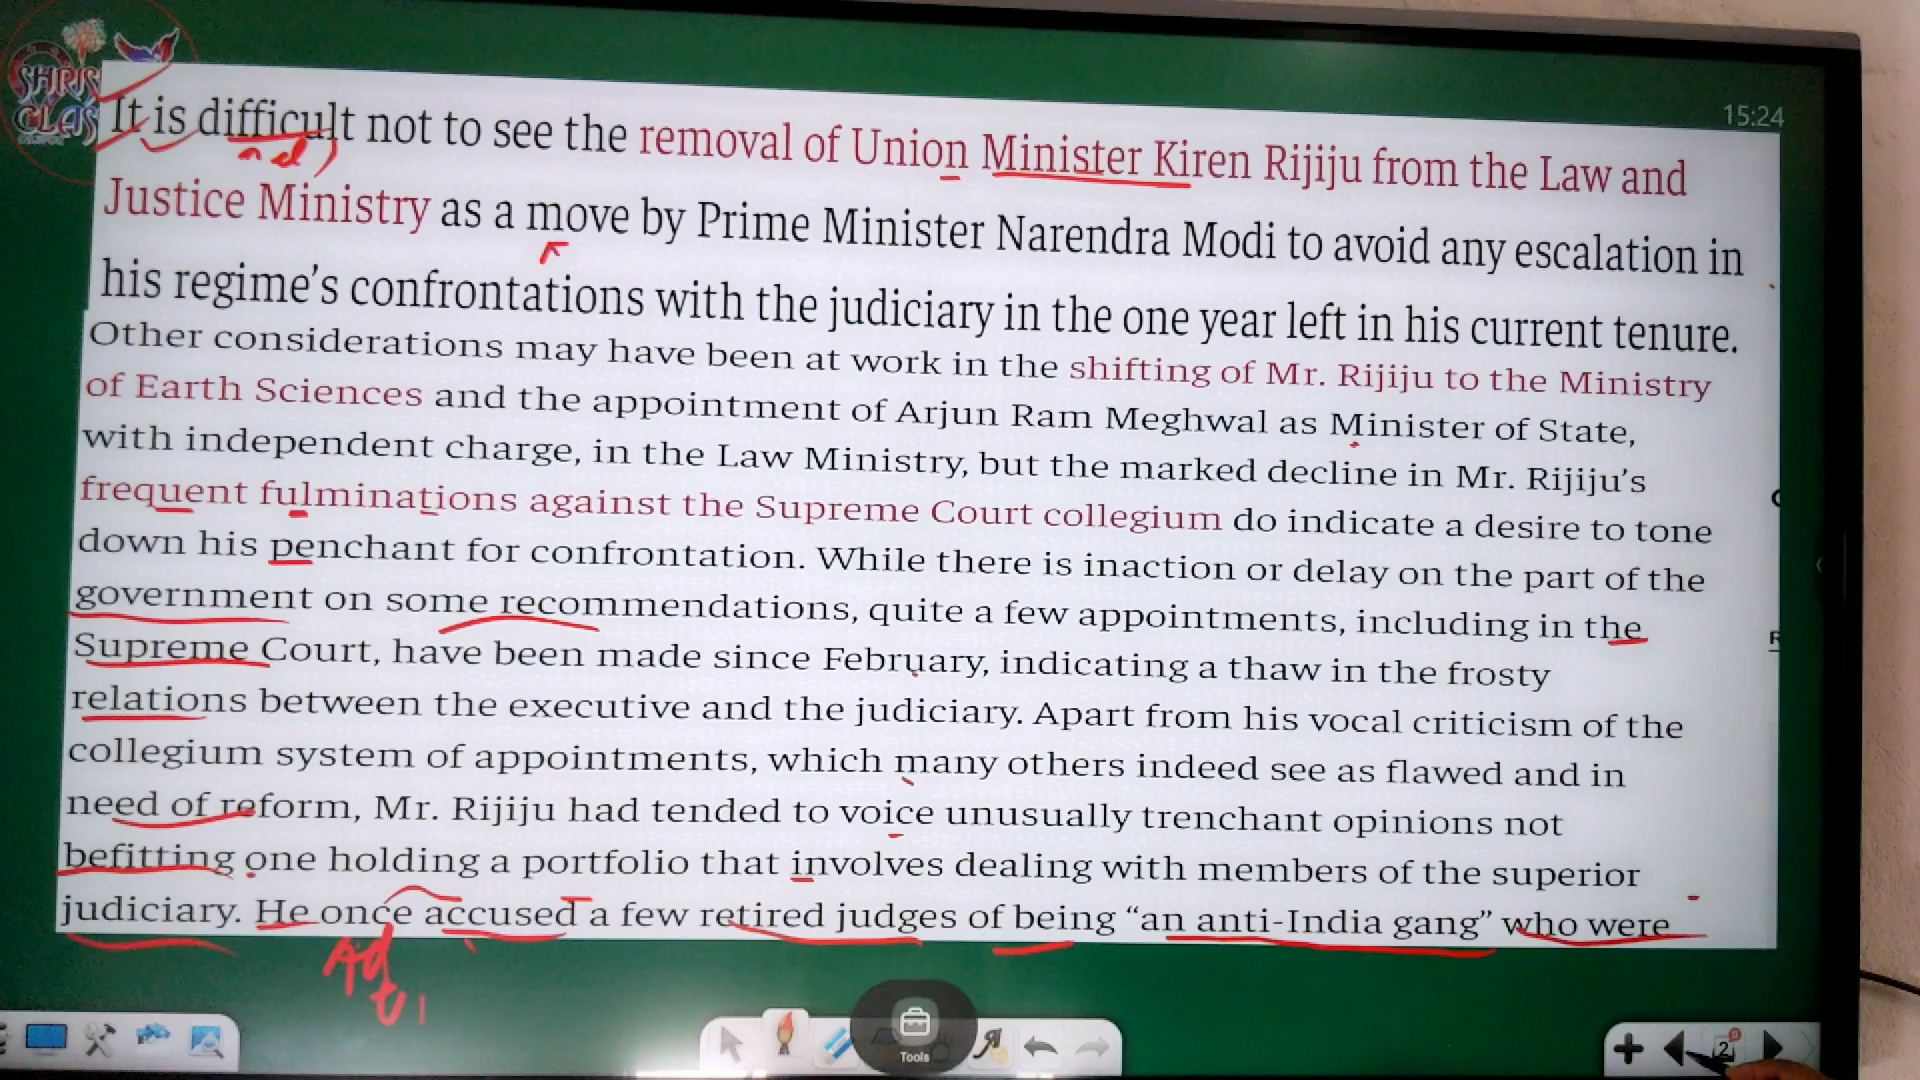 SHRIS
CLAS
15:24
It is difficult not to see the removal of Union Minister Kiren Rijiju from the Law and
Justice Ministry as a move by Prime Minister Narendra Modi to avoid any escalation in
his regime's confrontations with the judiciary in the one year left in his current tenure.
Other considerations may have been at work in the shifting of Mr. Rijiju to the Ministry
of Earth Sciences and the appointment of Arjun Ram Meghwal as Minister of State,
with independent charge, in the Law Ministry, but the marked decline in Mr. Rijiju's
frequent fulminations against the Supreme Court collegium do indicate a desire to tone
down his penchant for confrontation. While there is inaction or delay on the part of the
government on some recommendations, quite a few appointments, including in the
Supreme Court, have been made since February, indicating a thaw in the frosty
relations between the executive and the judiciary. Apart from his vocal criticism of the
collegium system of appointments, which many others indeed see as flawed and in
need of reform, Mr. Rijiju had tended to voice unusually trenchant opinions not
befitting one holding a portfolio that involves dealing with members of the superior
judiciary. He once accused a few retired judges of being “an anti-India gang” who were
Tools
2